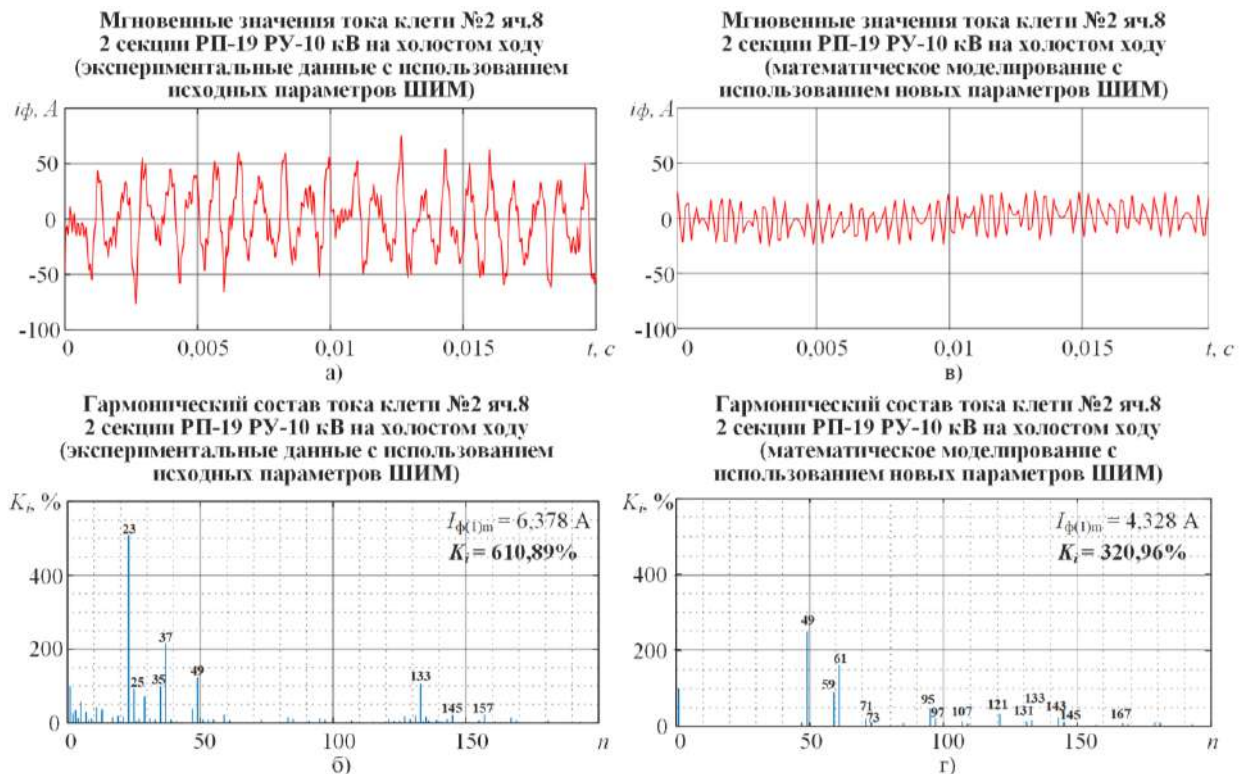 Мгновенные значения тока клети №2 яч.8
2 секции РП-19 РУ-10 кВ на холостом ходу
(экспериментальные данные с использованием
исходных параметров ШИМ)
iф, А
50
0
-50
-100
0
0,005
0,01
0,015
t, с
а)
Мгновенные значения тока клети №2 яч.8
2 секции РП-19 РУ-10 кВ на холостом ходу
(математическое моделирование с
использованием новых параметров ШИМ)
iф, А
50
0
-50
-100
0
0,005
0,01
0,015
t, с
в)
Гармонический состав тока клети №2 яч.8
2 секции РП-19 РУ-10 кВ на холостом ходу
(экспериментальные данные с использованием
исходных параметров ШИМ)
Ki, %
Iф(1)m = 6,378 А
Ki = 610,89%
23
25
35
37
49
133
145
157
400
200
0
0
50
100
150
n
б)
Гармонический состав тока клети №2 яч.8
2 секции РП-19 РУ-10 кВ на холостом ходу
(математическое моделирование с
использованием новых параметров ШИМ)
Ki, %
Iф(1)m = 4,328 А
Ki = 320,96%
49
59
61
71
73
95
97
107
121
131
133
143
145
167
400
200
0
0
50
100
150
n
г)